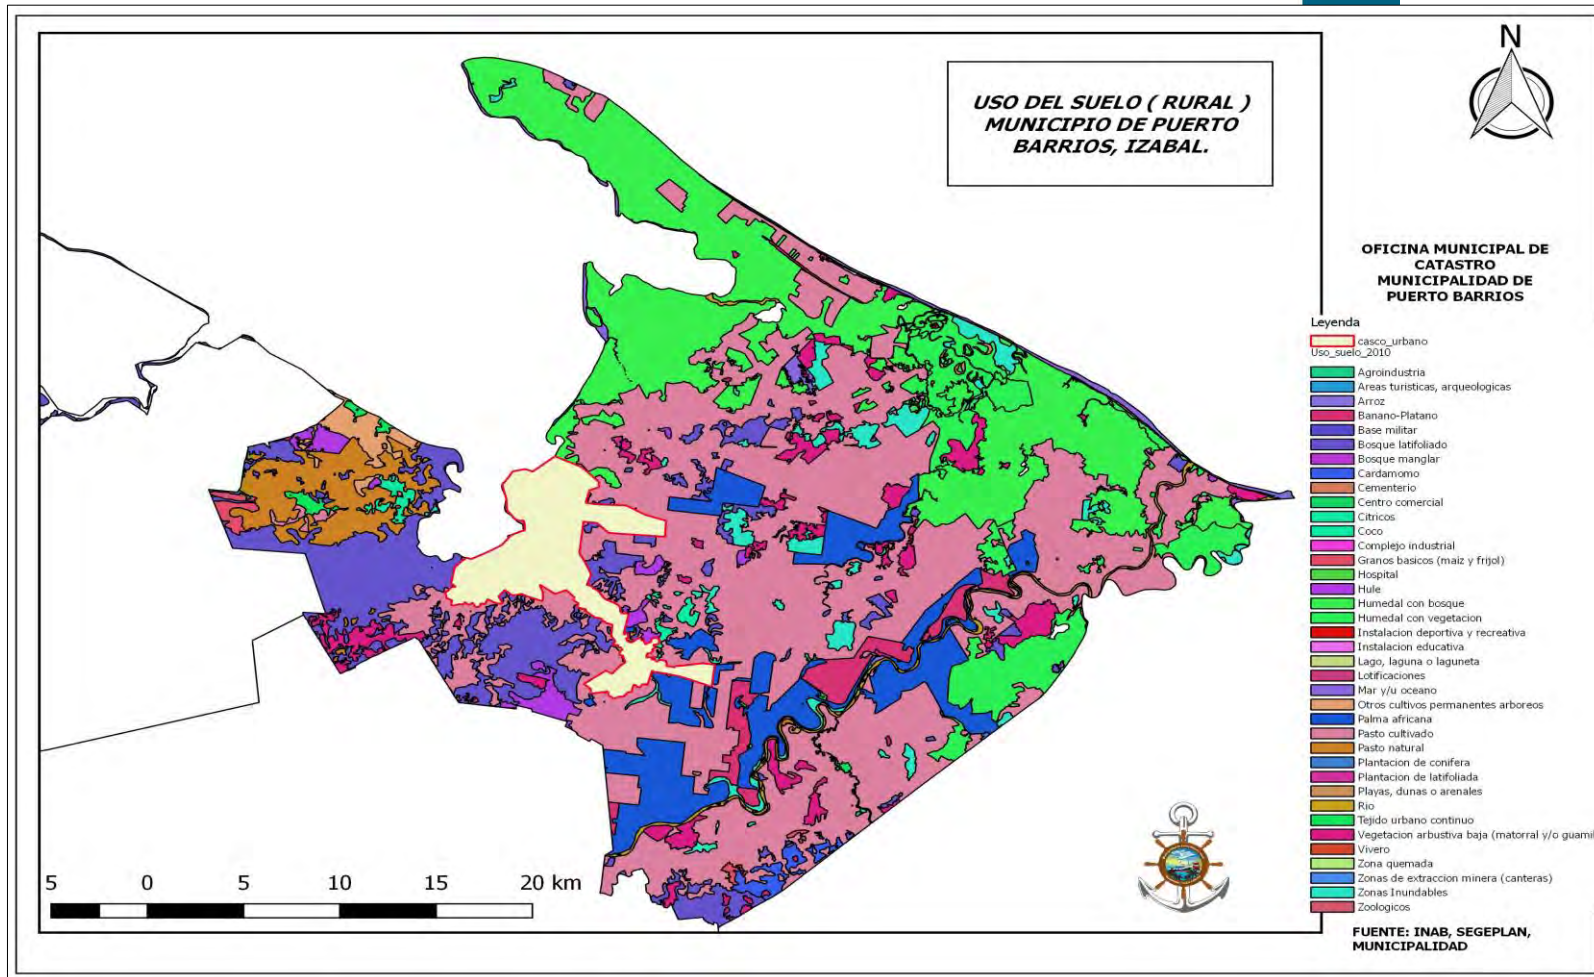 USO DEL SUELO ( RURAL )
MUNICIPIO DE PUERTO
BARRIOS, IZABAL.
N
OFICINA MUNICIPAL DE
CATASTRO
MUNICIPALIDAD DE
PUERTO BARRIOS
Leyenda
casco_urbano
Uso_suelo_2010
Agroindustria
Areas turisticas, arqueologicas
Arroz
Banano-Platano
Base militar
Bosque latifoliado
Bosque manglar
Cardamomo
Cementerio
Centro comercial
Citricos
Coco
Complejo industrial
Granos basicos (maiz y frijol)
Hospital
Hule
Humedal con bosque
Humedal con vegetacion
Instalacion deportiva y recreativa
Instalacion educativa
Lago, laguna o laguneta
Lotificaciones
Mar y/u oceano
Otros cultivos permanentes arboreos
Palma africana
Pasto cultivado
Pasto natural
Plantacion de conifera
Plantacion de latifoliada
Playas, dunas o arenales
Rio
Tejido urbano continuo
Vegetacion arbustiva baja (matorral y/o guamil
Vivero
Zona quemada
Zonas de extraccion minera (canteras)
Zonas Inundables
Zoologicos
5 0 5 10 15 20 km
FUENTE: INAB, SEGEPLAN,
MUNICIPALIDAD